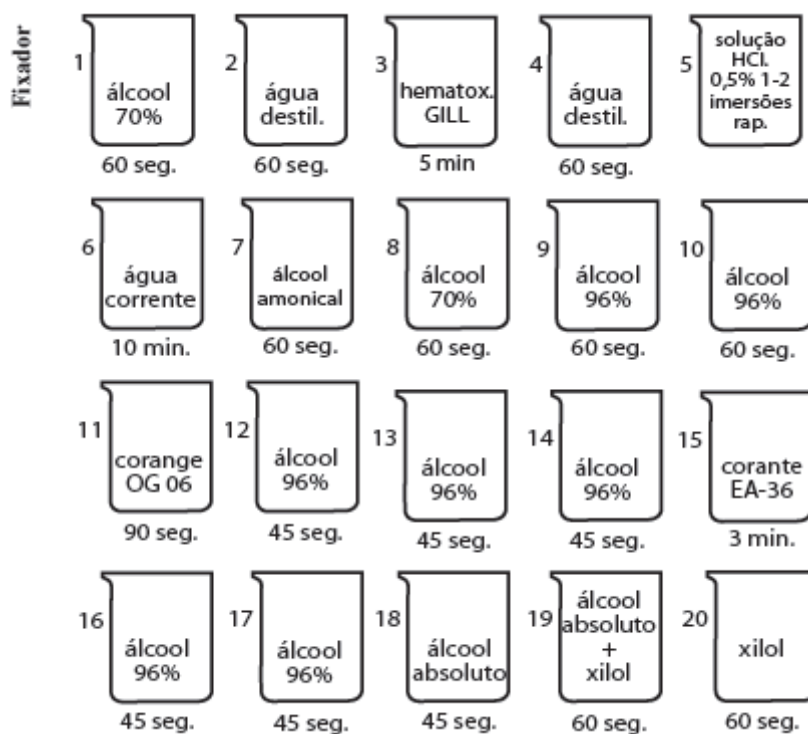 Fixador
1
álcool
70%
60 seg.
2
água
destil.
60 seg.
3
hematox.
GILL
5 min
4
água
destil.
60 seg.
5
solução
HCl.
0,5% 1-2
imersões
rap.
6
água
corrente
10 min.
7
álcool
amonical
60 seg.
8
álcool
70%
60 seg.
9
álcool
96%
60 seg.
10
álcool
96%
60 seg.
11
corange
OG 06
90 seg.
12
álcool
96%
45 seg.
13
álcool
96%
45 seg.
14
álcool
96%
45 seg.
15
corante
EA-36
3 min.
16
álcool
96%
45 seg.
17
álcool
96%
45 seg.
18
álcool
absoluto
45 seg.
19
álcool
absoluto
+
xilol
60 seg.
20
xilol
60 seg.